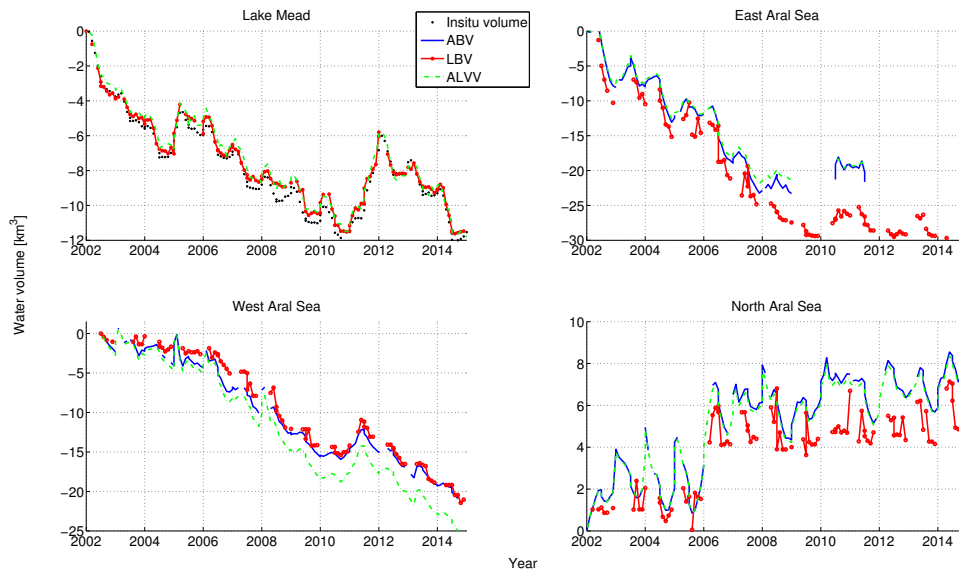 Lake Mead
0
−2
−4
−6
−8
−10
−12
2002 2004 2006 2008 2010 2012 2014
Insitu volume
ABV
LBV
ALVV
East Aral Sea
0
−5
−10
−15
−20
−25
−30
2002 2004 2006 2008 2010 2012 2014
Water volume [km³]
West Aral Sea
0
−5
−10
−15
−20
−25
2002 2004 2006 2008 2010 2012 2014
North Aral Sea
10
8
6
4
2
0
2002 2004 2006 2008 2010 2012 2014
Year